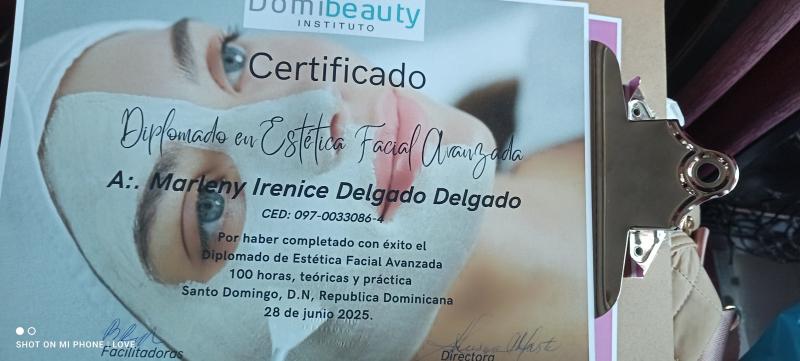 Domibeauty
INSTITUTO
Certificado
Diplomado en Estética Facial Avanzada
A:. Marleny Irenice Delgado Delgado
CED: 097-0033086-4
Por haber completado con éxito el
Diplomado de Estética Facial Avanzada
100 horas, teóricas y práctica
Santo Domingo, D.N, Republica Dominicana
28 de junio 2025.
Facilitadoras
Directora
SHOT ON MI PHONE | LOVE